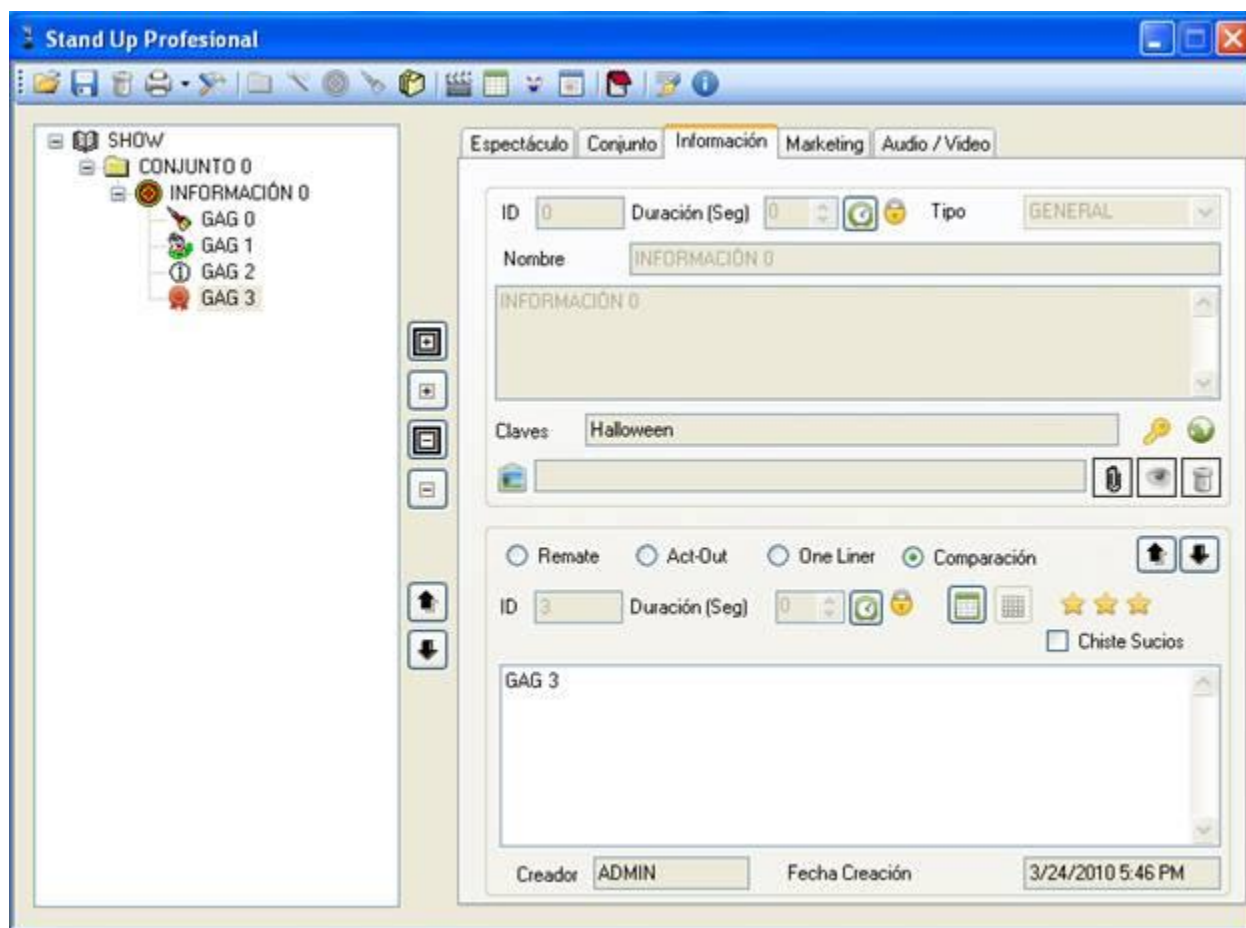 Stand Up Profesional
SHOW
CONJUNTO 0
INFORMACIÓN 0
GAG 0
GAG 1
GAG 2
GAG 3
Espectáculo Conjunto Información Marketing Audio / Video
ID 0 Duración (Seg) 0 Tipo GENERAL
Nombre INFORMACIÓN 0
INFORMACIÓN 0
Claves Halloween
Remate Act-Out One Liner Comparación
ID 3 Duración (Seg) 0
Chiste Sucios
GAG 3
Creador ADMIN Fecha Creación 3/24/2010 5:46 PM